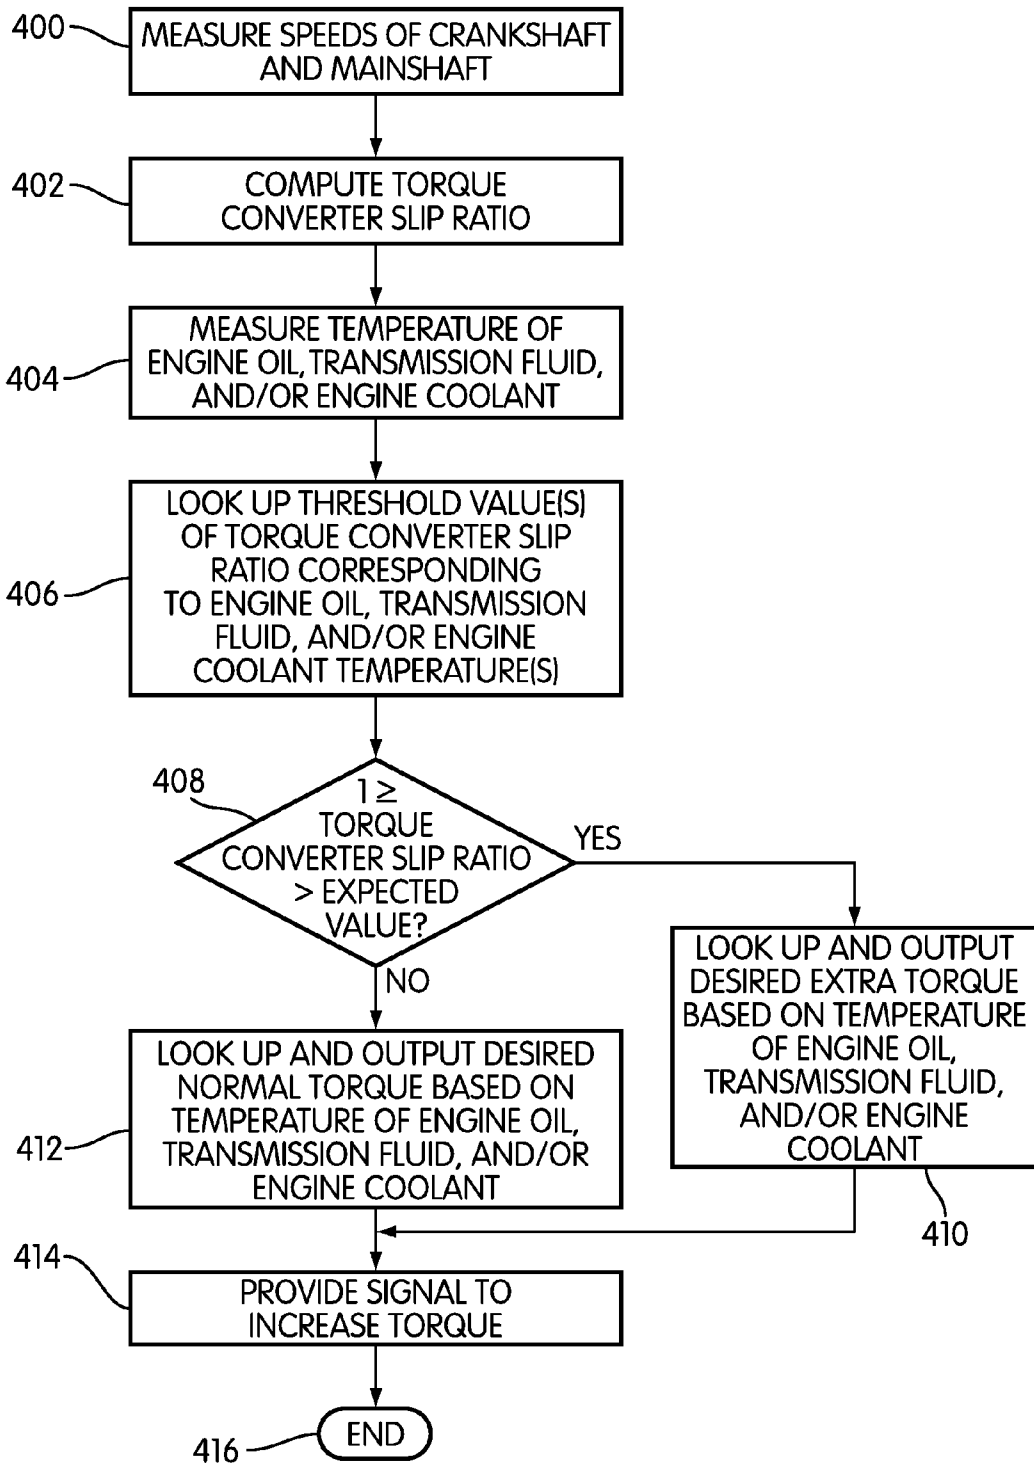 400
MEASURE SPEEDS OF CRANKSHAFT
AND MAINSHAFT
402
COMPUTE TORQUE
CONVERTER SLIP RATIO
404
MEASURE TEMPERATURE OF
ENGINE OIL, TRANSMISSION FLUID,
AND/OR ENGINE COOLANT
406
LOOK UP THRESHOLD VALUE(S)
OF TORQUE CONVERTER SLIP
RATIO CORRESPONDING
TO ENGINE OIL, TRANSMISSION
FLUID, AND/OR ENGINE
COOLANT TEMPERATURE(S)
408
1 ≥
TORQUE
CONVERTER SLIP RATIO
> EXPECTED
VALUE?
YES
NO
LOOK UP AND OUTPUT
DESIRED EXTRA TORQUE
BASED ON TEMPERATURE
OF ENGINE OIL,
TRANSMISSION FLUID,
AND/OR ENGINE
COOLANT
410
412
LOOK UP AND OUTPUT DESIRED
NORMAL TORQUE BASED ON
TEMPERATURE OF ENGINE OIL,
TRANSMISSION FLUID, AND/OR
ENGINE COOLANT
414
PROVIDE SIGNAL TO
INCREASE TORQUE
416
END